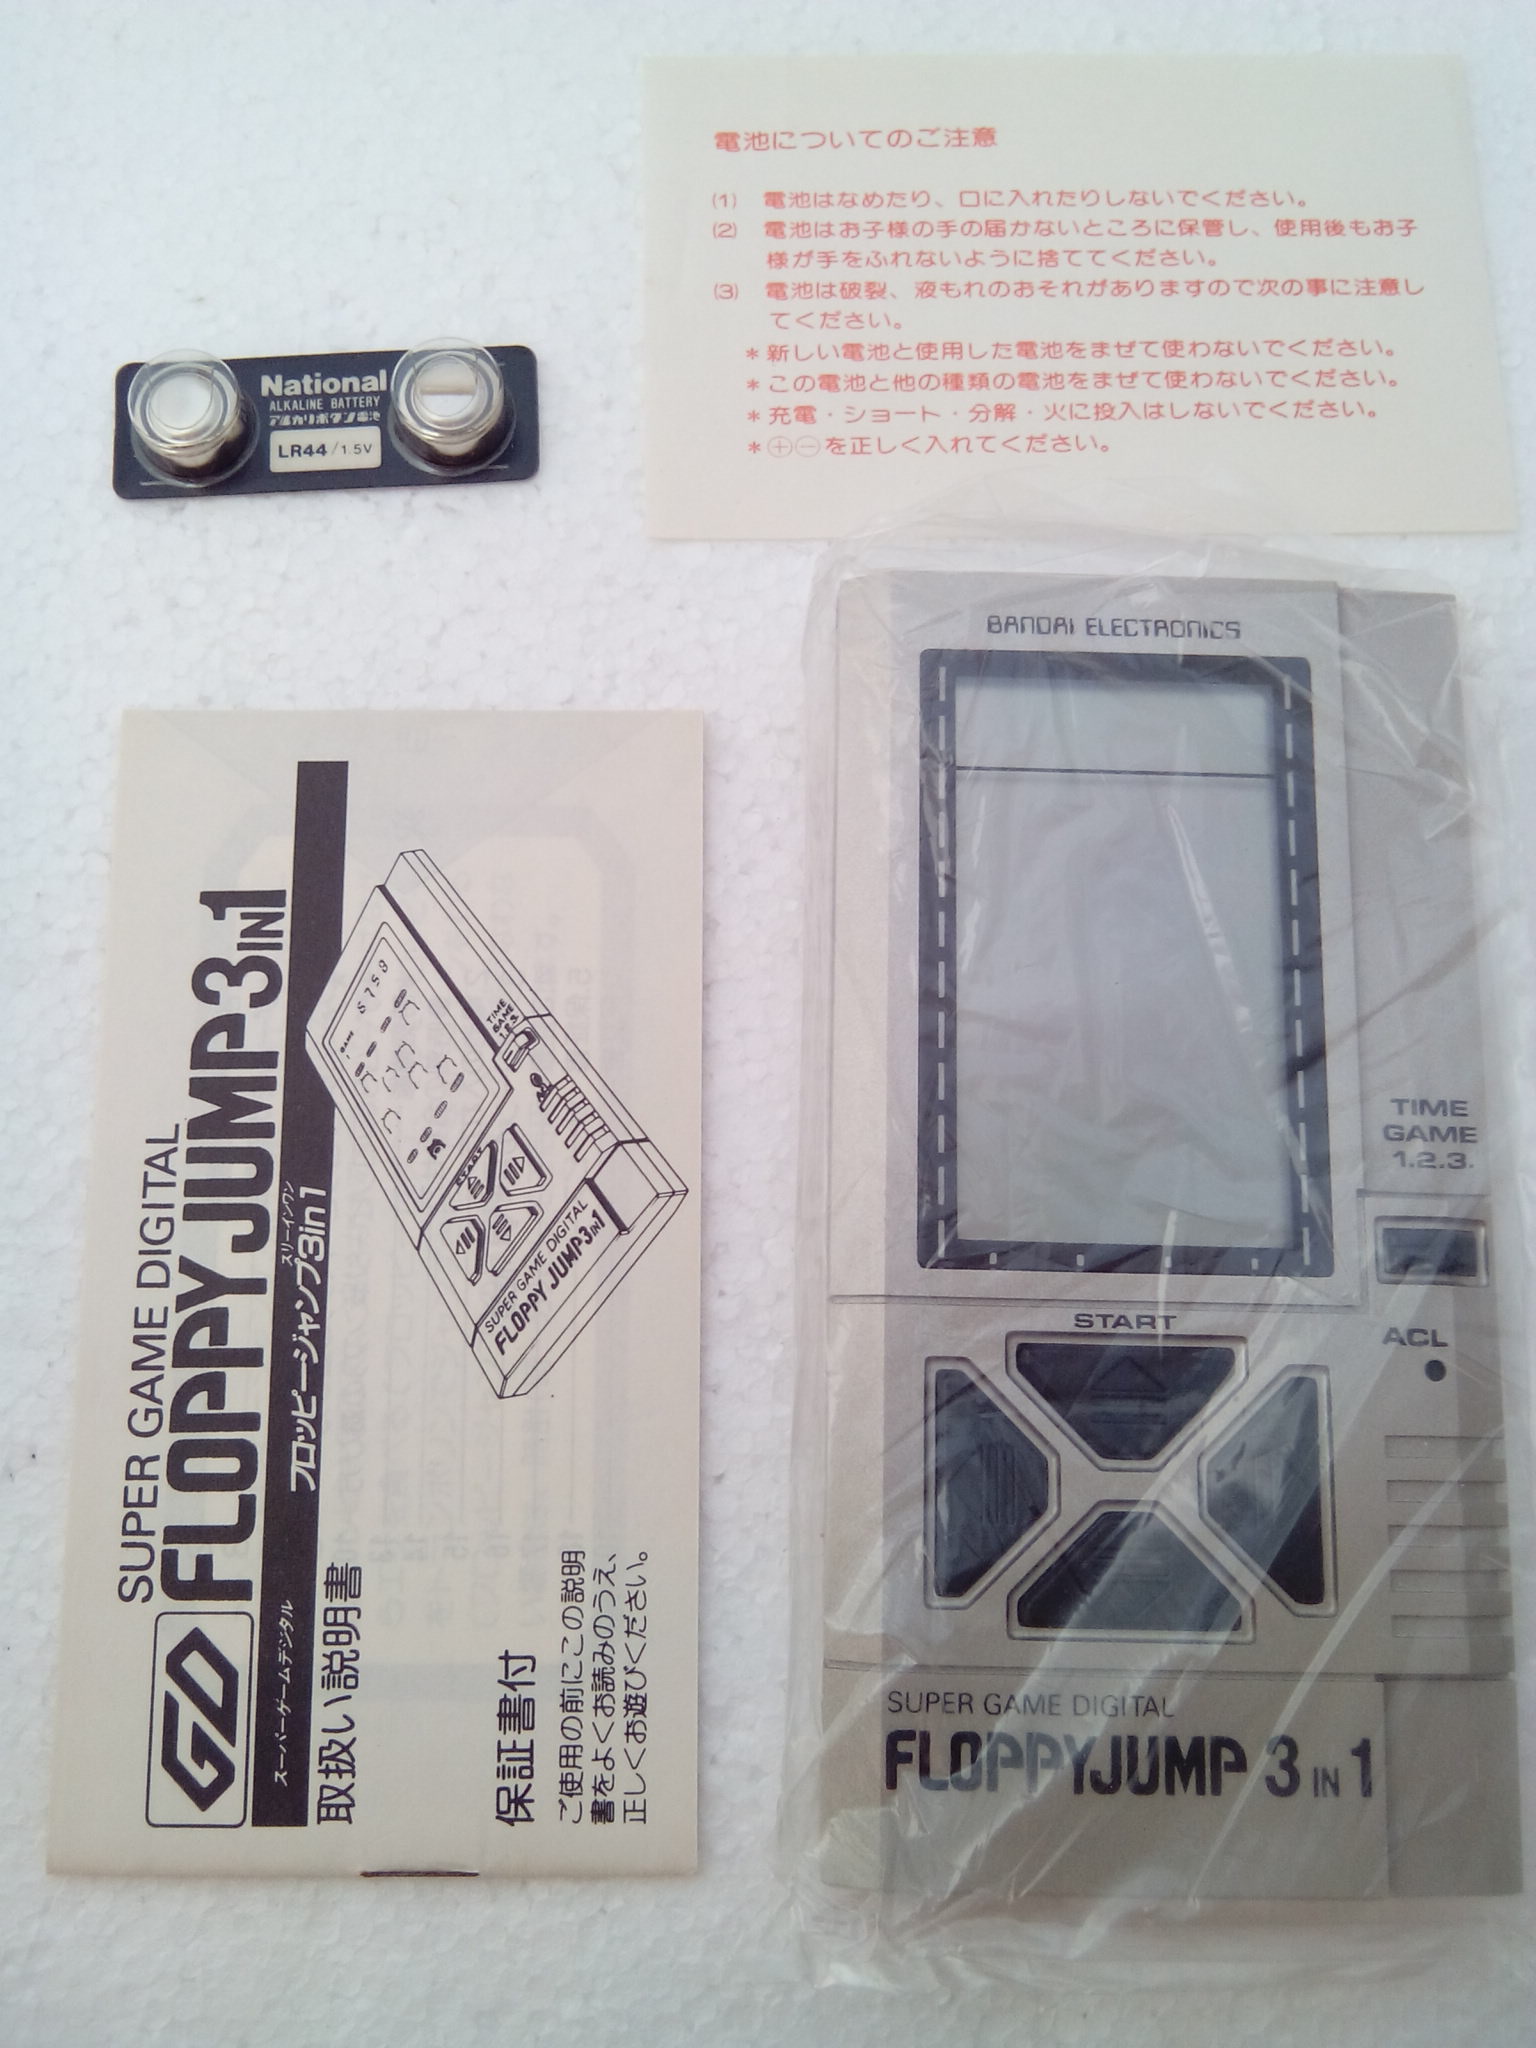 電池についてのご注意
(1) 電池はなめたり、口に入れたりしないでください。
(2) 電池はお子様の手の届かないところに保管し、使用後もお子
様が手をふれないように捨ててください。
(3) 電池は破裂、液もれのおそれがありますので次の事に注意し
てください。
*新しい電池と使用した電池をまぜて使わないでください。
*この電池と他の種類の電池をまぜて使わないでください。
*充電・ショート・分解・火に投入はしないでください。
*⊕⊖を正しく入れてください。
National
ALKALINE BATTERY
アルカリボタン電池
LR44/1.5V
SUPER GAME DIGITAL
GD FLOPPY JUMP 3 IN 1
スーパーゲームデジタル フロッピージャンプ3in1
スリーインワン
取扱い説明書
保証書付
ご使用の前にこの説明
書をよくお読みのうえ、
正しくお遊びください。
GAME
TIME
GAME
1.2.3.
START
SUPER GAME DIGITAL
FLOPPY JUMP 3 IN 1
BANDAI ELECTRONICS
TIME
GAME
1.2.3.
START
ACL
SUPER GAME DIGITAL
FLOPPYJUMP 3 IN 1